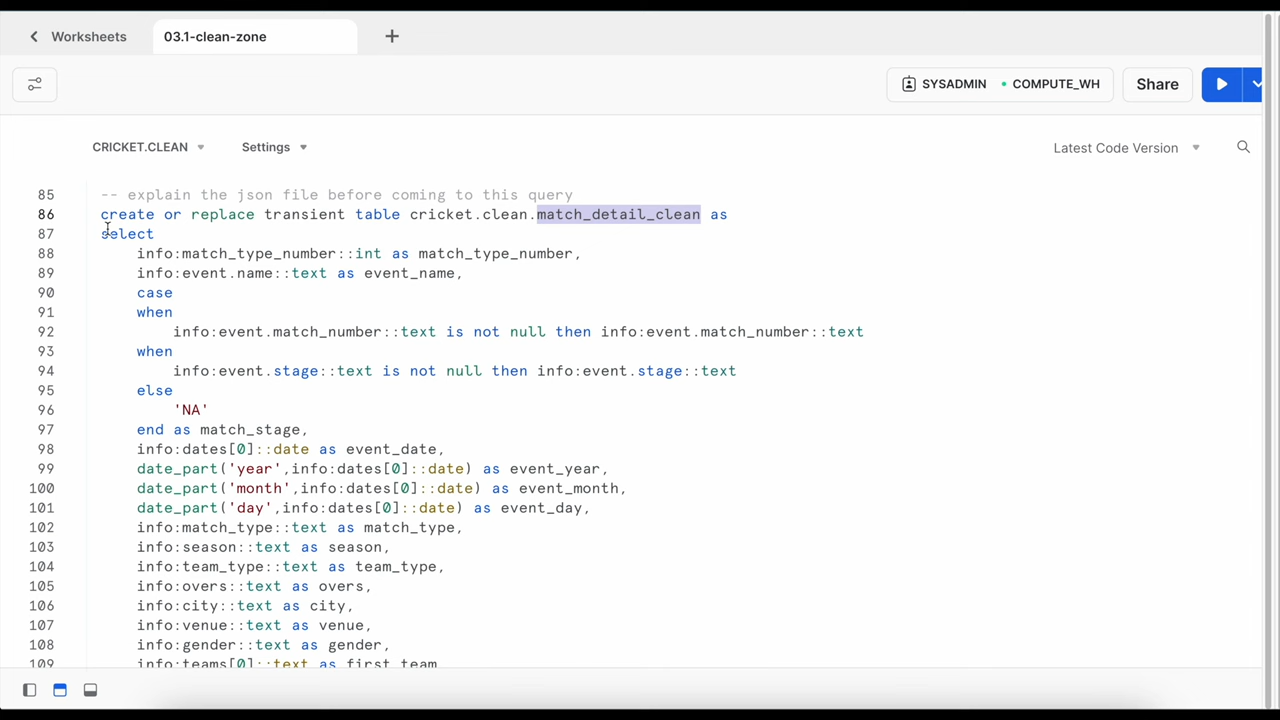 Worksheets
03.1-clean-zone
+
SYSADMIN • COMPUTE_WH
Share
CRICKET.CLEAN
Settings
Latest Code Version
85 -- explain the json file before coming to this query
86 create or replace transient table cricket.clean.match_detail_clean as
87 select
88 info:match_type_number::int as match_type_number,
89 info:event.name::text as event_name,
90 case
91 when
92 info:event.match_number::text is not null then info:event.match_number::text
93 when
94 info:event.stage::text is not null then info:event.stage::text
95 else
96 'NA'
97 end as match_stage,
98 info:dates[0]::date as event_date,
99 date_part('year',info:dates[0]::date) as event_year,
100 date_part('month',info:dates[0]::date) as event_month,
101 date_part('day',info:dates[0]::date) as event_day,
102 info:match_type::text as match_type,
103 info:season::text as season,
104 info:team_type::text as team_type,
105 info:overs::text as overs,
106 info:city::text as city,
107 info:venue::text as venue,
108 info:gender::text as gender,
109 info:teams[0]::text as first_team